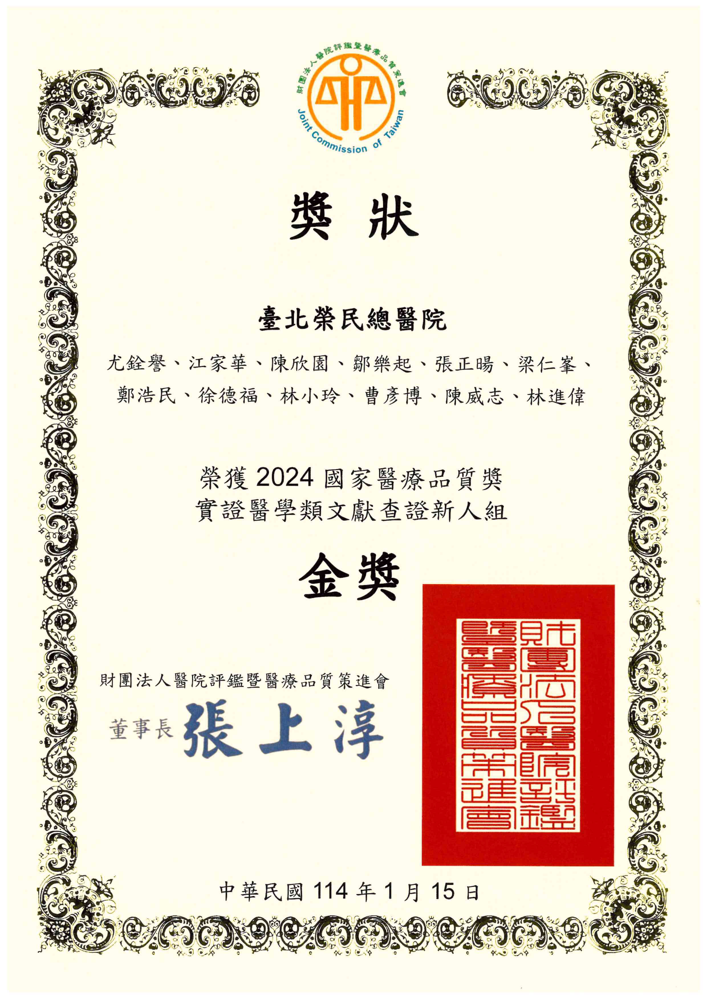 財團法人醫院評鑑暨醫療品質策進會
Joint Commission of Taiwan
獎 狀
臺北榮民總醫院
尤銓譽、江家華、陳欣園、鄒樂起、張正暘、梁仁峯、
鄭浩民、徐德福、林小玲、曹彥博、陳威志、林進偉
榮獲 2024 國家醫療品質獎
實證醫學類文獻查證新人組
金獎
財團法人醫院評鑑暨醫療品質策進會
董事長 張上淳
財團法人醫院評鑑
暨醫療品質策進會
中華民國 114 年 1 月 15 日